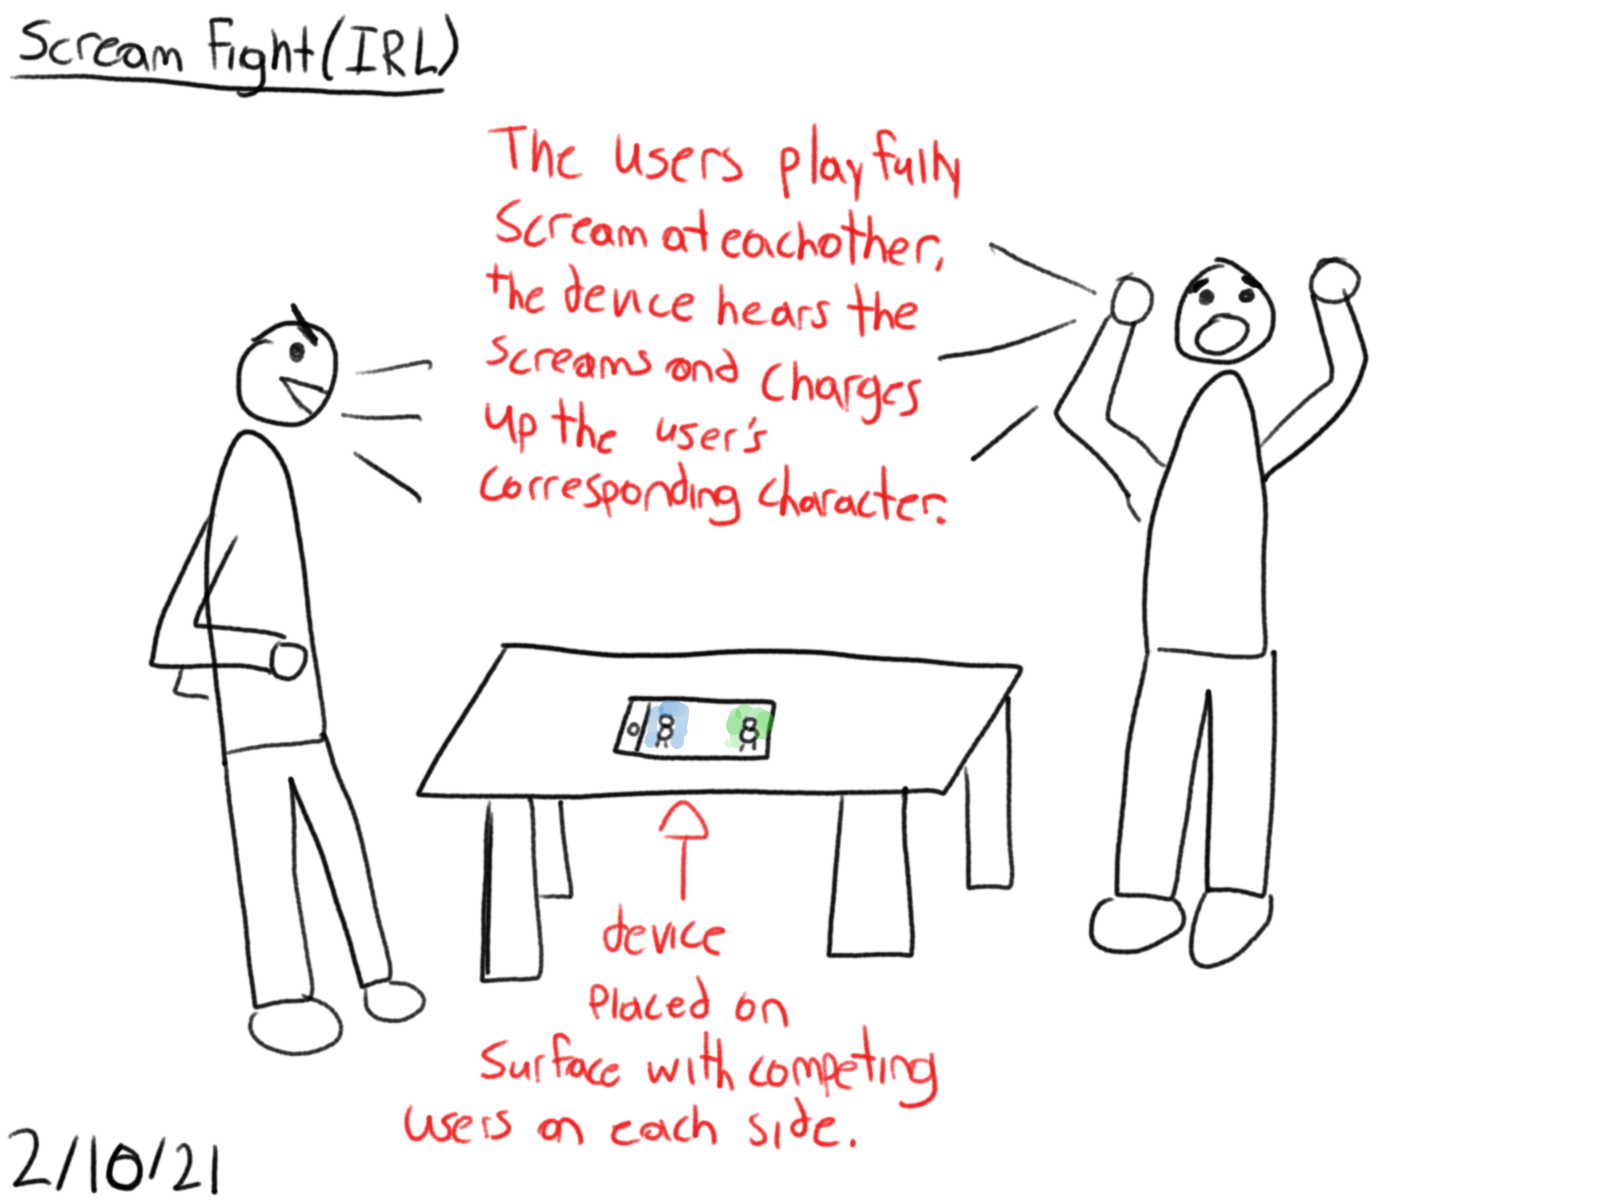 Scream Fight (IRL)
The users playfully
scream at eachother,
the device hears the
screams and charges
up the user's
corresponding character.
device
placed on
surface with competing
users on each side.
2/10/21